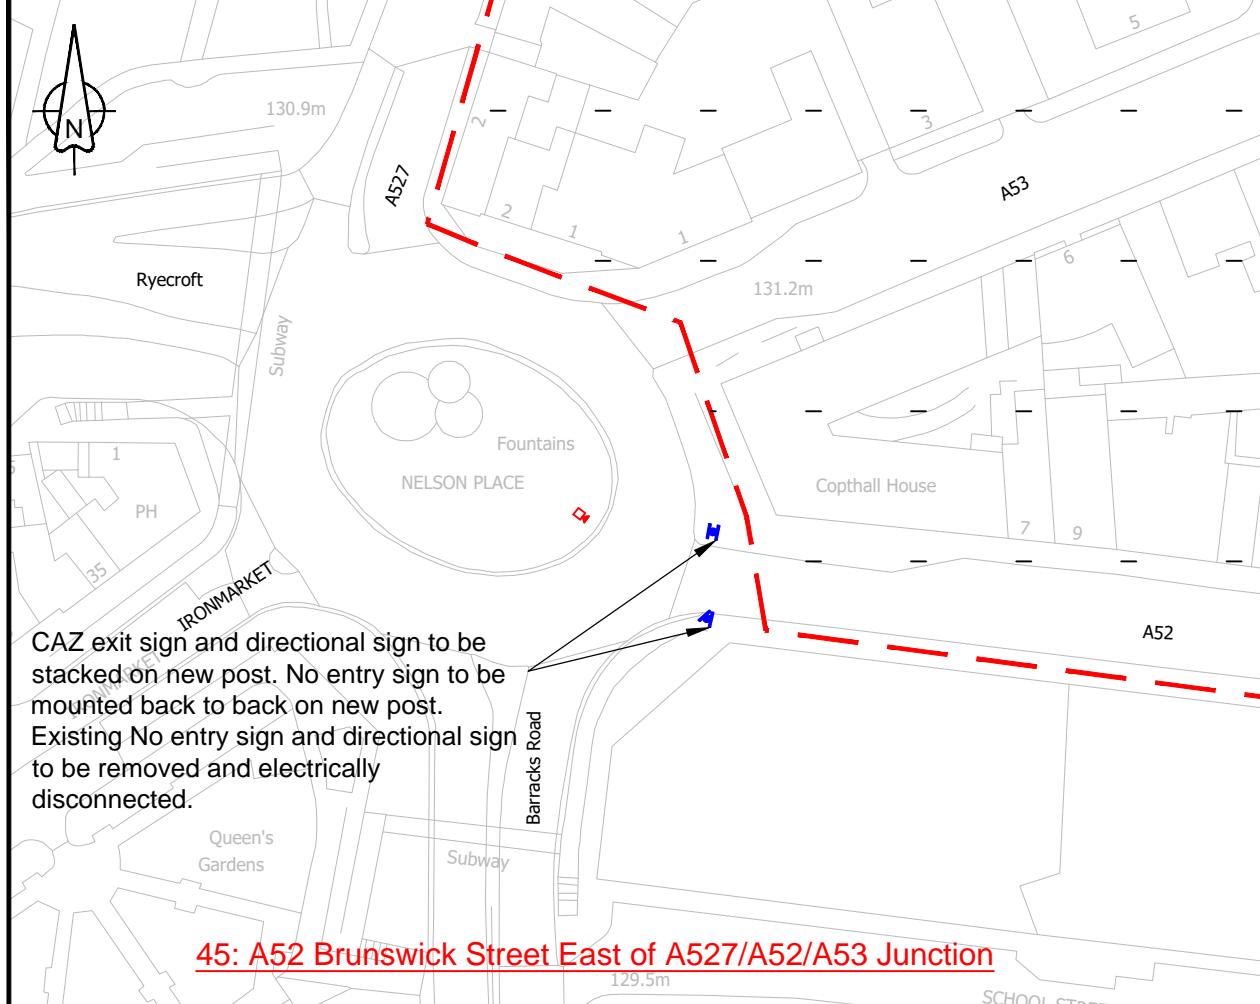 5
130.9m
N
2
3
A527
A53
2
1
1
6
Ryecroft
131.2m
Subway
Fountains
1
5
NELSON PLACE
Copthall House
PH
7
9
35
IRONMARKET
CAZ exit sign and directional sign to be
stacked on new post. No entry sign to be
mounted back to back on new post.
Existing No entry sign and directional sign
to be removed and electrically
disconnected.
IRONMARKET
A52
Barracks Road
Queen's
Gardens
Subway
45: A52 Brunswick Street East of A527/A52/A53 Junction
129.5m
SCHOOL STREET